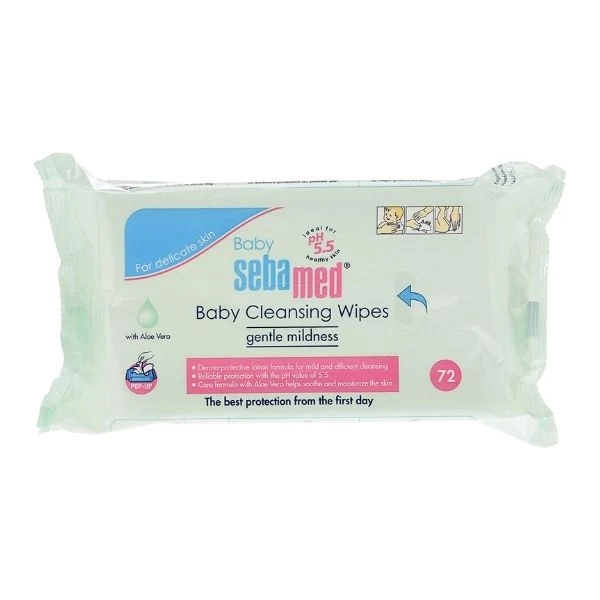 For delicate skin
Baby
sebamed®
ideal for
pH
5.5
healthy skin
Baby Cleansing Wipes
gentle mildness
with Aloe Vera
POP-UP
• Derma-protective lotion formula for mild and efficient cleansing
• Reliable protection with the pH value of 5.5
• Care formula with Aloe Vera helps soothe and moisturize the skin
72
The best protection from the first day